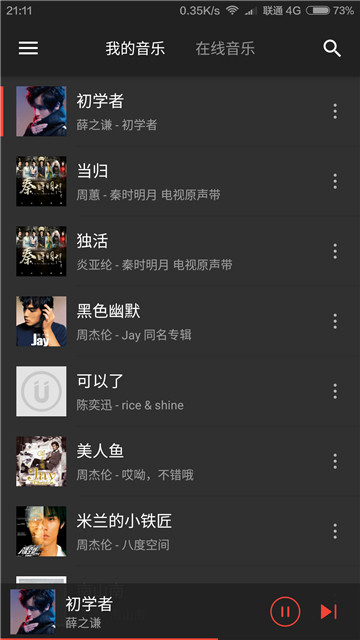 21:11 0.35K/s 联通 4G 73%
我的音乐 在线音乐
初学者
薛之谦 - 初学者
当归
周蕙 - 秦时明月 电视原声带
独活
炎亚纶 - 秦时明月 电视原声带
黑色幽默
周杰伦 - Jay 同名专辑
Jay
可以了
陈奕迅 - rice & shine
美人鱼
周杰伦 - 哎呦，不错哦
Jay
米兰的小铁匠
周杰伦 - 八度空间
初学者
薛之谦